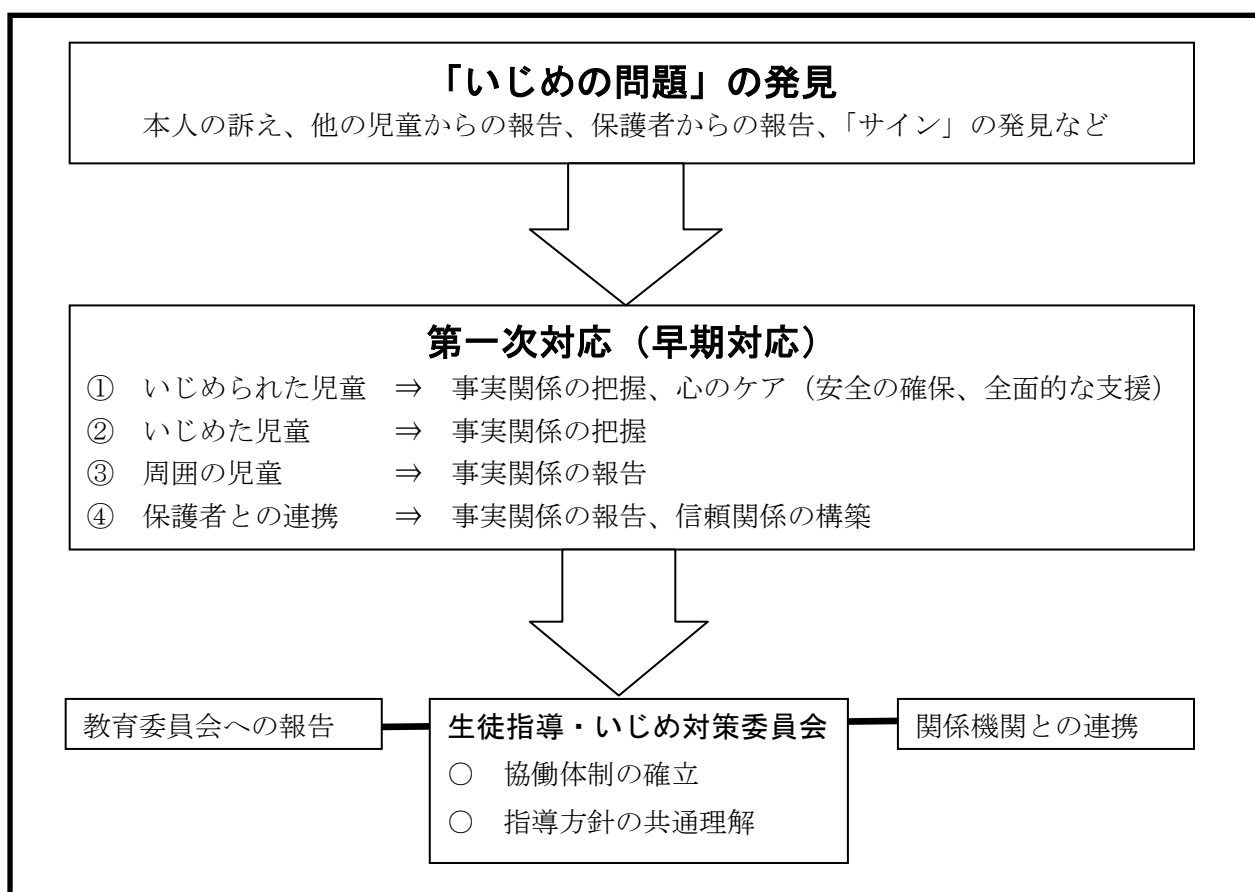 「いじめの問題」の発見
本人の訴え、他の児童からの報告、保護者からの報告、「サイン」の発見など
第一次対応（早期対応）
① いじめられた児童 ⇒ 事実関係の把握、心のケア（安全の確保、全面的な支援）
② いじめた児童 ⇒ 事実関係の把握
③ 周囲の児童 ⇒ 事実関係の報告
④ 保護者との連携 ⇒ 事実関係の報告、信頼関係の構築
教育委員会への報告
生徒指導・いじめ対策委員会
○ 協働体制の確立
○ 指導方針の共通理解
関係機関との連携